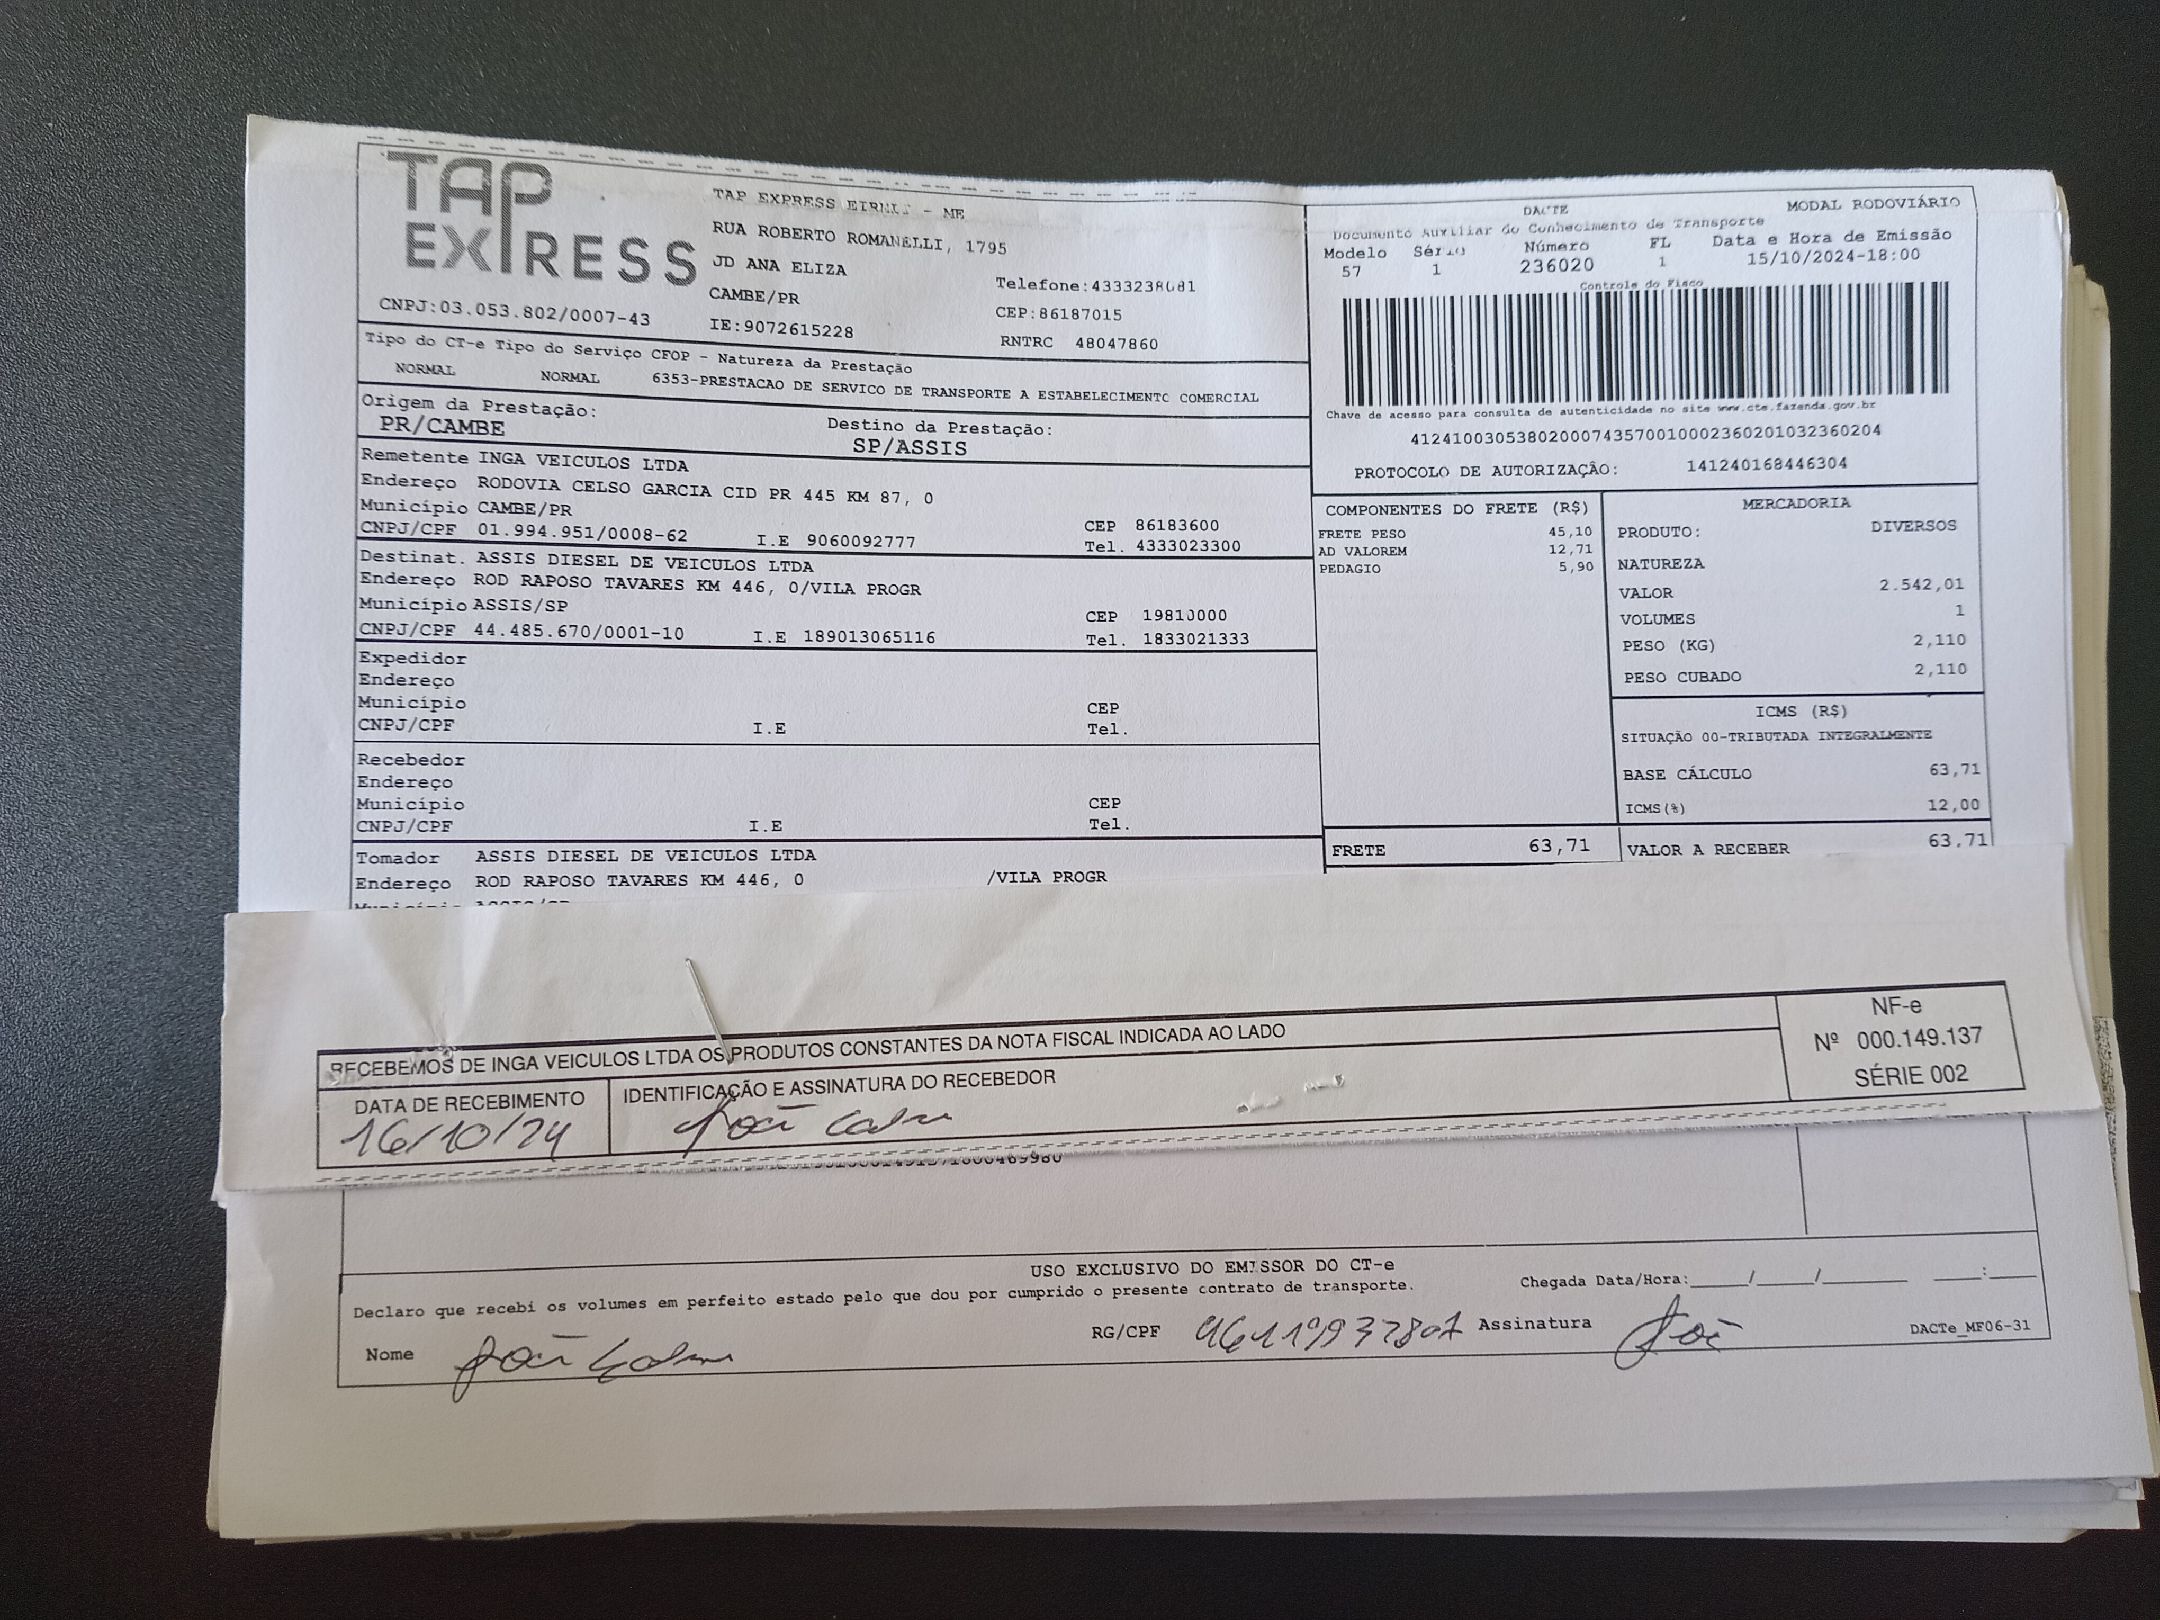 TAP EXPRESS
TAP EXPRESS EIRELI - ME
RUA ROBERTO ROMANELLI, 1795
JD ANA ELIZA
CAMBE/PR
Telefone:4333238081
CEP:86187015
CNPJ:03.053.802/0007-43
IE:9072615228
RNTRC 48047860
DACTE
MODAL RODOVIÁRIO
Documento Auxiliar do Conhecimento de Transporte
Modelo Série Número FL Data e Hora de Emissão
57 1 236020 1 15/10/2024-18:00
Controle do Fisco
Chave de acesso para consulta de autenticidade no site www.cte.fazenda.gov.br
41241003053802000743570010002360201032360204
PROTOCOLO DE AUTORIZAÇÃO: 141240168446304
Tipo do CT-e Tipo do Serviço CFOP - Natureza da Prestação
NORMAL NORMAL 6353-PRESTACAO DE SERVICO DE TRANSPORTE A ESTABELECIMENTO COMERCIAL
Origem da Prestação: Destino da Prestação:
PR/CAMBE SP/ASSIS
Remetente INGA VEICULOS LTDA
Endereço RODOVIA CELSO GARCIA CID PR 445 KM 87, 0
Município CAMBE/PR CEP 86183600
CNPJ/CPF 01.994.951/0008-62 I.E 9060092777 Tel. 4333023300
Destinat. ASSIS DIESEL DE VEICULOS LTDA
Endereço ROD RAPOSO TAVARES KM 446, 0/VILA PROGR
Município ASSIS/SP CEP 19810000
CNPJ/CPF 44.485.670/0001-10 I.E 189013065116 Tel. 1833021333
Expedidor
Endereço
Município CEP
CNPJ/CPF I.E Tel.
Recebedor
Endereço
Município CEP
CNPJ/CPF I.E Tel.
Tomador ASSIS DIESEL DE VEICULOS LTDA
Endereço ROD RAPOSO TAVARES KM 446, 0 /VILA PROGR
COMPONENTES DO FRETE (R$)
FRETE PESO 45,10
AD VALOREM 12,71
PEDAGIO 5,90
FRETE 63,71
MERCADORIA
PRODUTO: DIVERSOS
NATUREZA
VALOR 2.542,01
VOLUMES 1
PESO (KG) 2,110
PESO CUBADO 2,110
ICMS (R$)
SITUAÇÃO 00-TRIBUTADA INTEGRALMENTE
BASE CÁLCULO 63,71
ICMS(%) 12,00
VALOR A RECEBER 63,71
RECEBEMOS DE INGA VEICULOS LTDA OS PRODUTOS CONSTANTES DA NOTA FISCAL INDICADA AO LADO
DATA DE RECEBIMENTO IDENTIFICAÇÃO E ASSINATURA DO RECEBEDOR
16/10/24 João
NF-e
Nº 000.149.137
SÉRIE 002
USO EXCLUSIVO DO EMISSOR DO CT-e
Declaro que recebi os volumes em perfeito estado pelo que dou por cumprido o presente contrato de transporte. Chegada Data/Hora:____/____/______ ___:___
Nome João RG/CPF Assinatura João DACTe_MF06-31